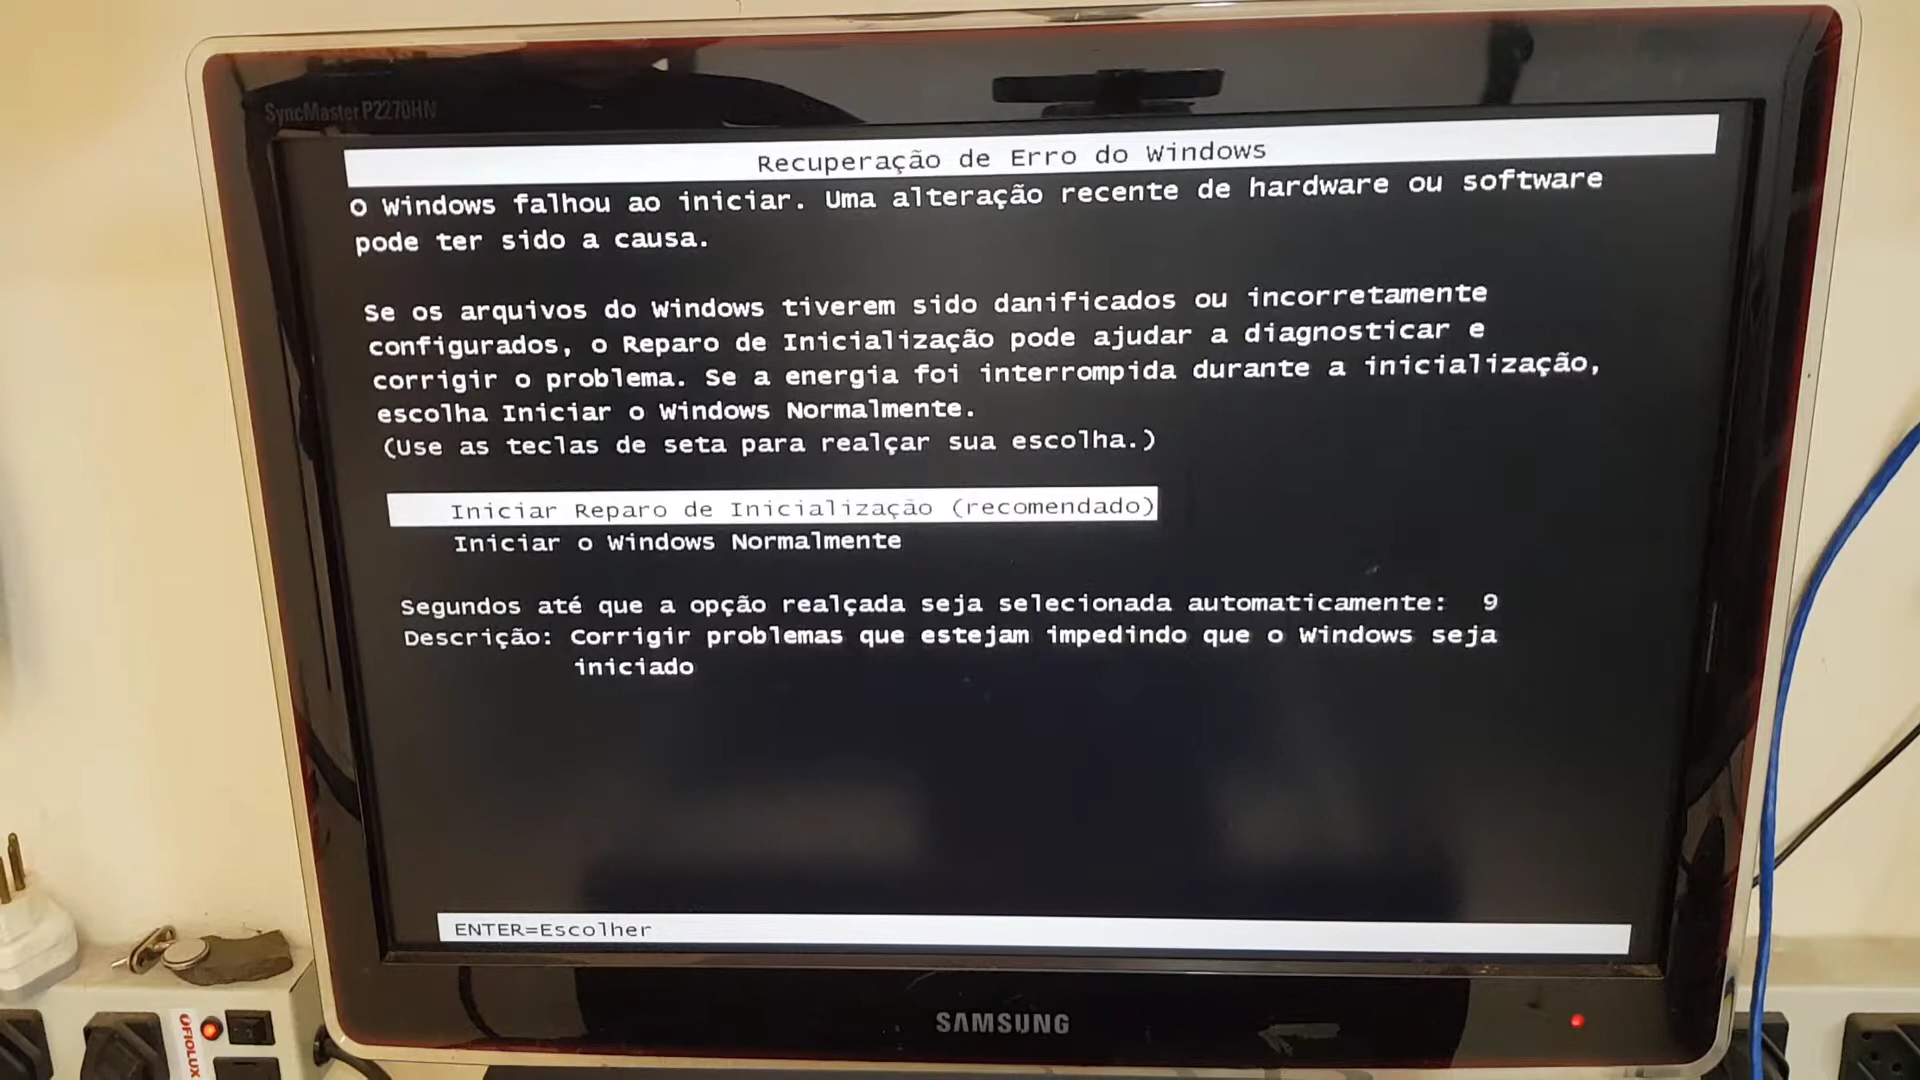 SyncMaster P2270HN
Recuperação de Erro do Windows
O Windows falhou ao iniciar. Uma alteração recente de hardware ou software
pode ter sido a causa.
Se os arquivos do Windows tiverem sido danificados ou incorretamente
configurados, o Reparo de Inicialização pode ajudar a diagnosticar e
corrigir o problema. Se a energia foi interrompida durante a inicialização,
escolha Iniciar o Windows Normalmente.
(Use as teclas de seta para realçar sua escolha.)
Iniciar Reparo de Inicialização (recomendado)
Iniciar o Windows Normalmente
Segundos até que a opção realçada seja selecionada automaticamente: 9
Descrição: Corrigir problemas que estejam impedindo que o Windows seja
iniciado
ENTER=Escolher
SAMSUNG
FIOLUX